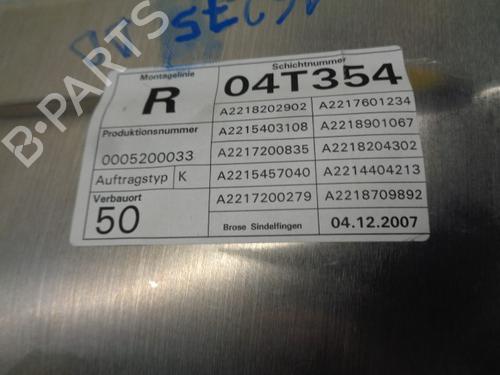 Montagelinie
R
Schichtnummer
04T354
Produktionsnummer
0005200033
Auftragstyp K
Verbauort
50
A2218202902 A2217601234
A2215403108 A2218901067
A2217200835 A2218204302
A2215457040 A2214404213
A2217200279 A2218709892
Brose Sindelfingen 04.12.2007
B-PARTS